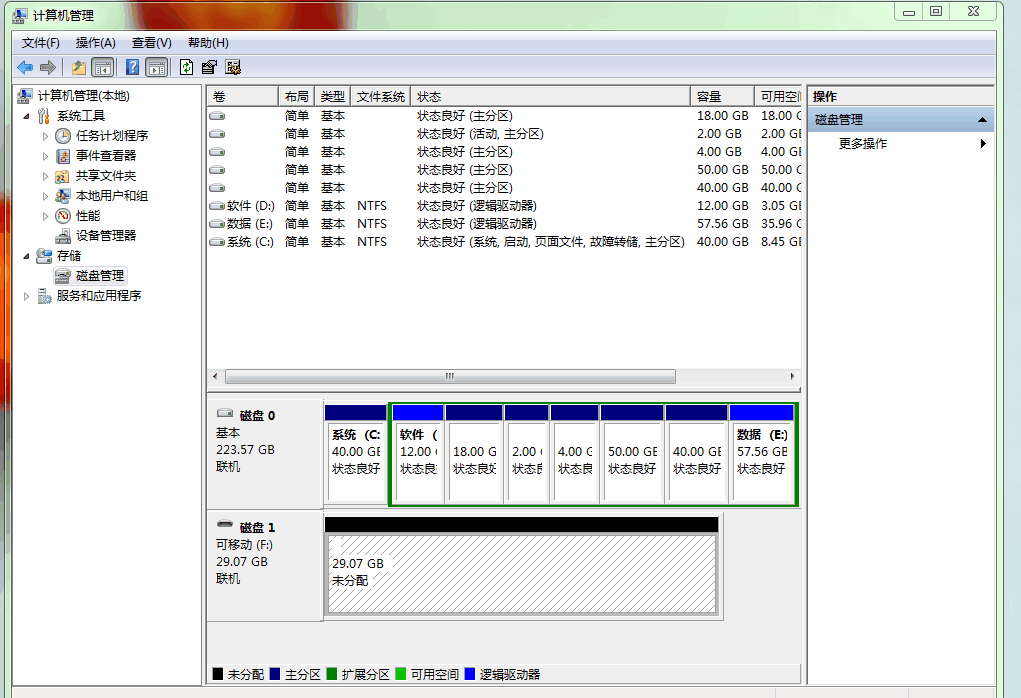 计算机管理
文件(F) 操作(A) 查看(V) 帮助(H)
计算机管理(本地)
系统工具
任务计划程序
事件查看器
共享文件夹
本地用户和组
性能
设备管理器
存储
磁盘管理
服务和应用程序
卷 布局 类型 文件系统 状态 容量 可用空间
简单 基本 状态良好 (主分区) 18.00 GB 18.00 G
简单 基本 状态良好 (活动, 主分区) 2.00 GB 2.00 GB
简单 基本 状态良好 (主分区) 4.00 GB 4.00 GB
简单 基本 状态良好 (主分区) 50.00 GB 50.00 G
简单 基本 状态良好 (主分区) 40.00 GB 40.00 G
软件 (D:) 简单 基本 NTFS 状态良好 (逻辑驱动器) 12.00 GB 3.05 GB
数据 (E:) 简单 基本 NTFS 状态良好 (逻辑驱动器) 57.56 GB 35.96 G
系统 (C:) 简单 基本 NTFS 状态良好 (系统, 启动, 页面文件, 故障转储, 主分区) 40.00 GB 8.45 GB
操作
磁盘管理
更多操作
磁盘 0
基本
223.57 GB
联机
系统 (C:
40.00 GB
状态良好
软件 (
12.00
状态良
18.00 G
状态良好
2.00
状态良
4.00 G
状态良
50.00 GB
状态良好
40.00 GB
状态良好
数据 (E:)
57.56 GB
状态良好
磁盘 1
可移动 (F:)
29.07 GB
联机
29.07 GB
未分配
未分配 主分区 扩展分区 可用空间 逻辑驱动器